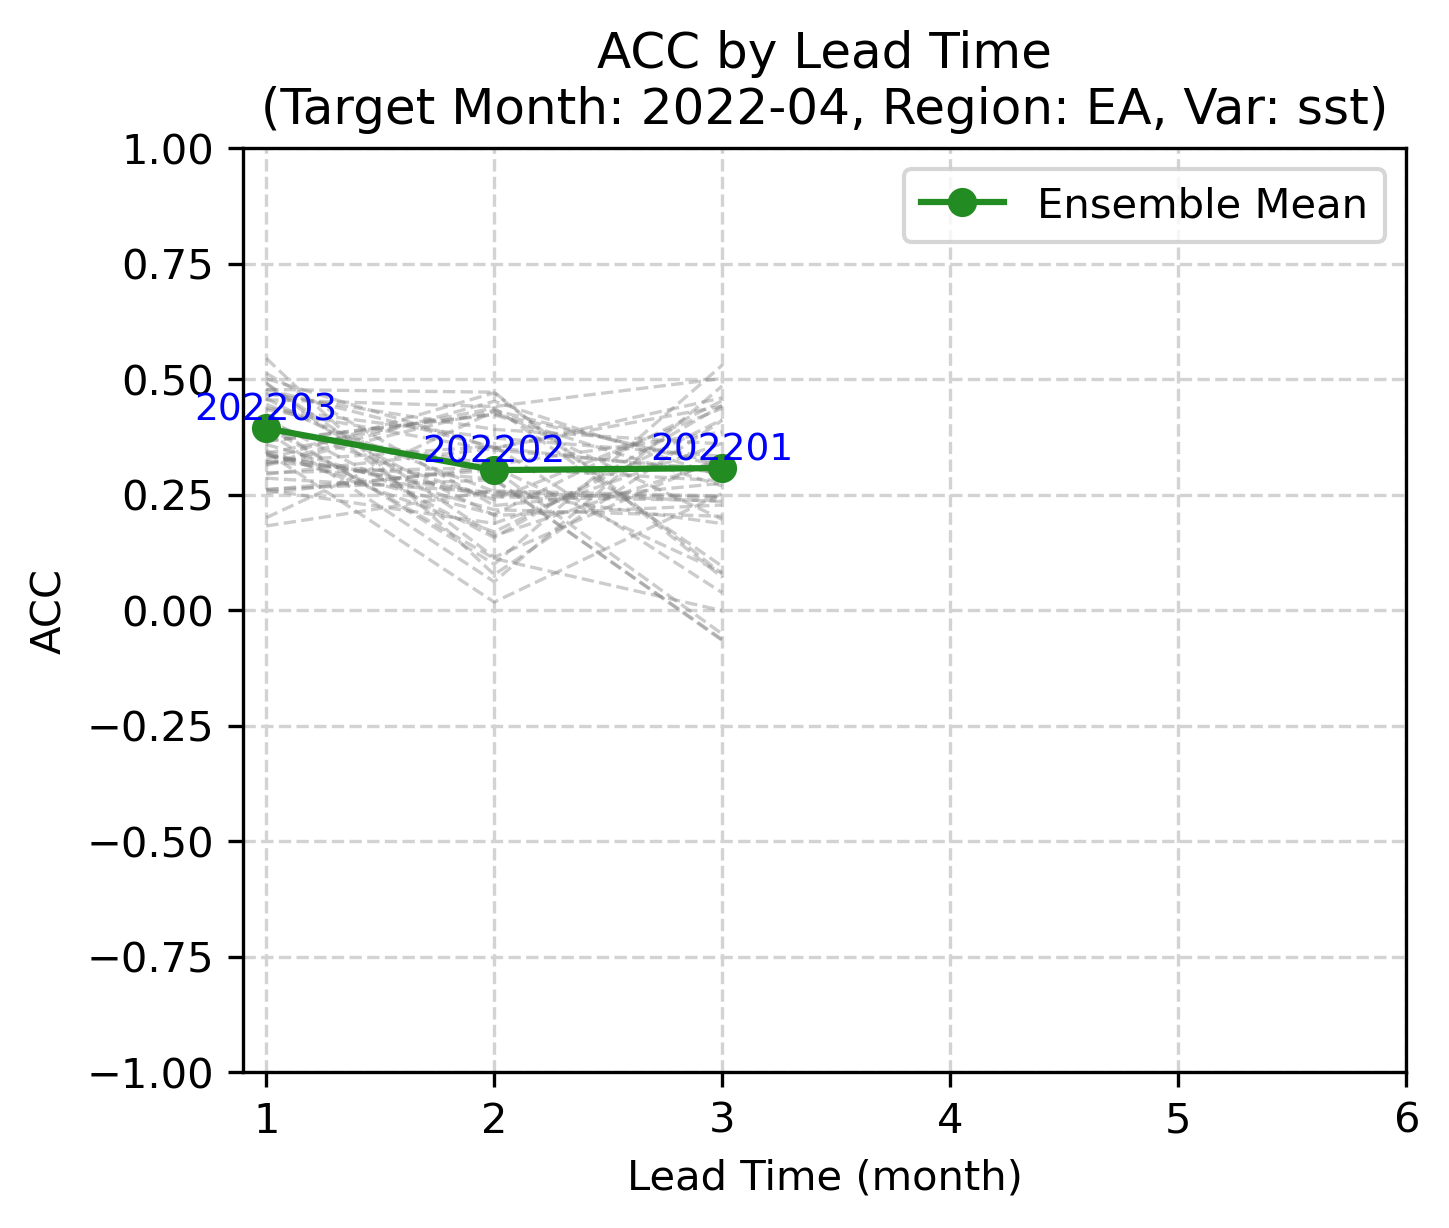 ACC by Lead Time
(Target Month: 2022-04, Region: EA, Var: sst)
Ensemble Mean
1.00
0.75
0.50
0.25
0.00
−0.25
−0.50
−0.75
−1.00
ACC
202203
202202
202201
1 2 3 4 5 6
Lead Time (month)